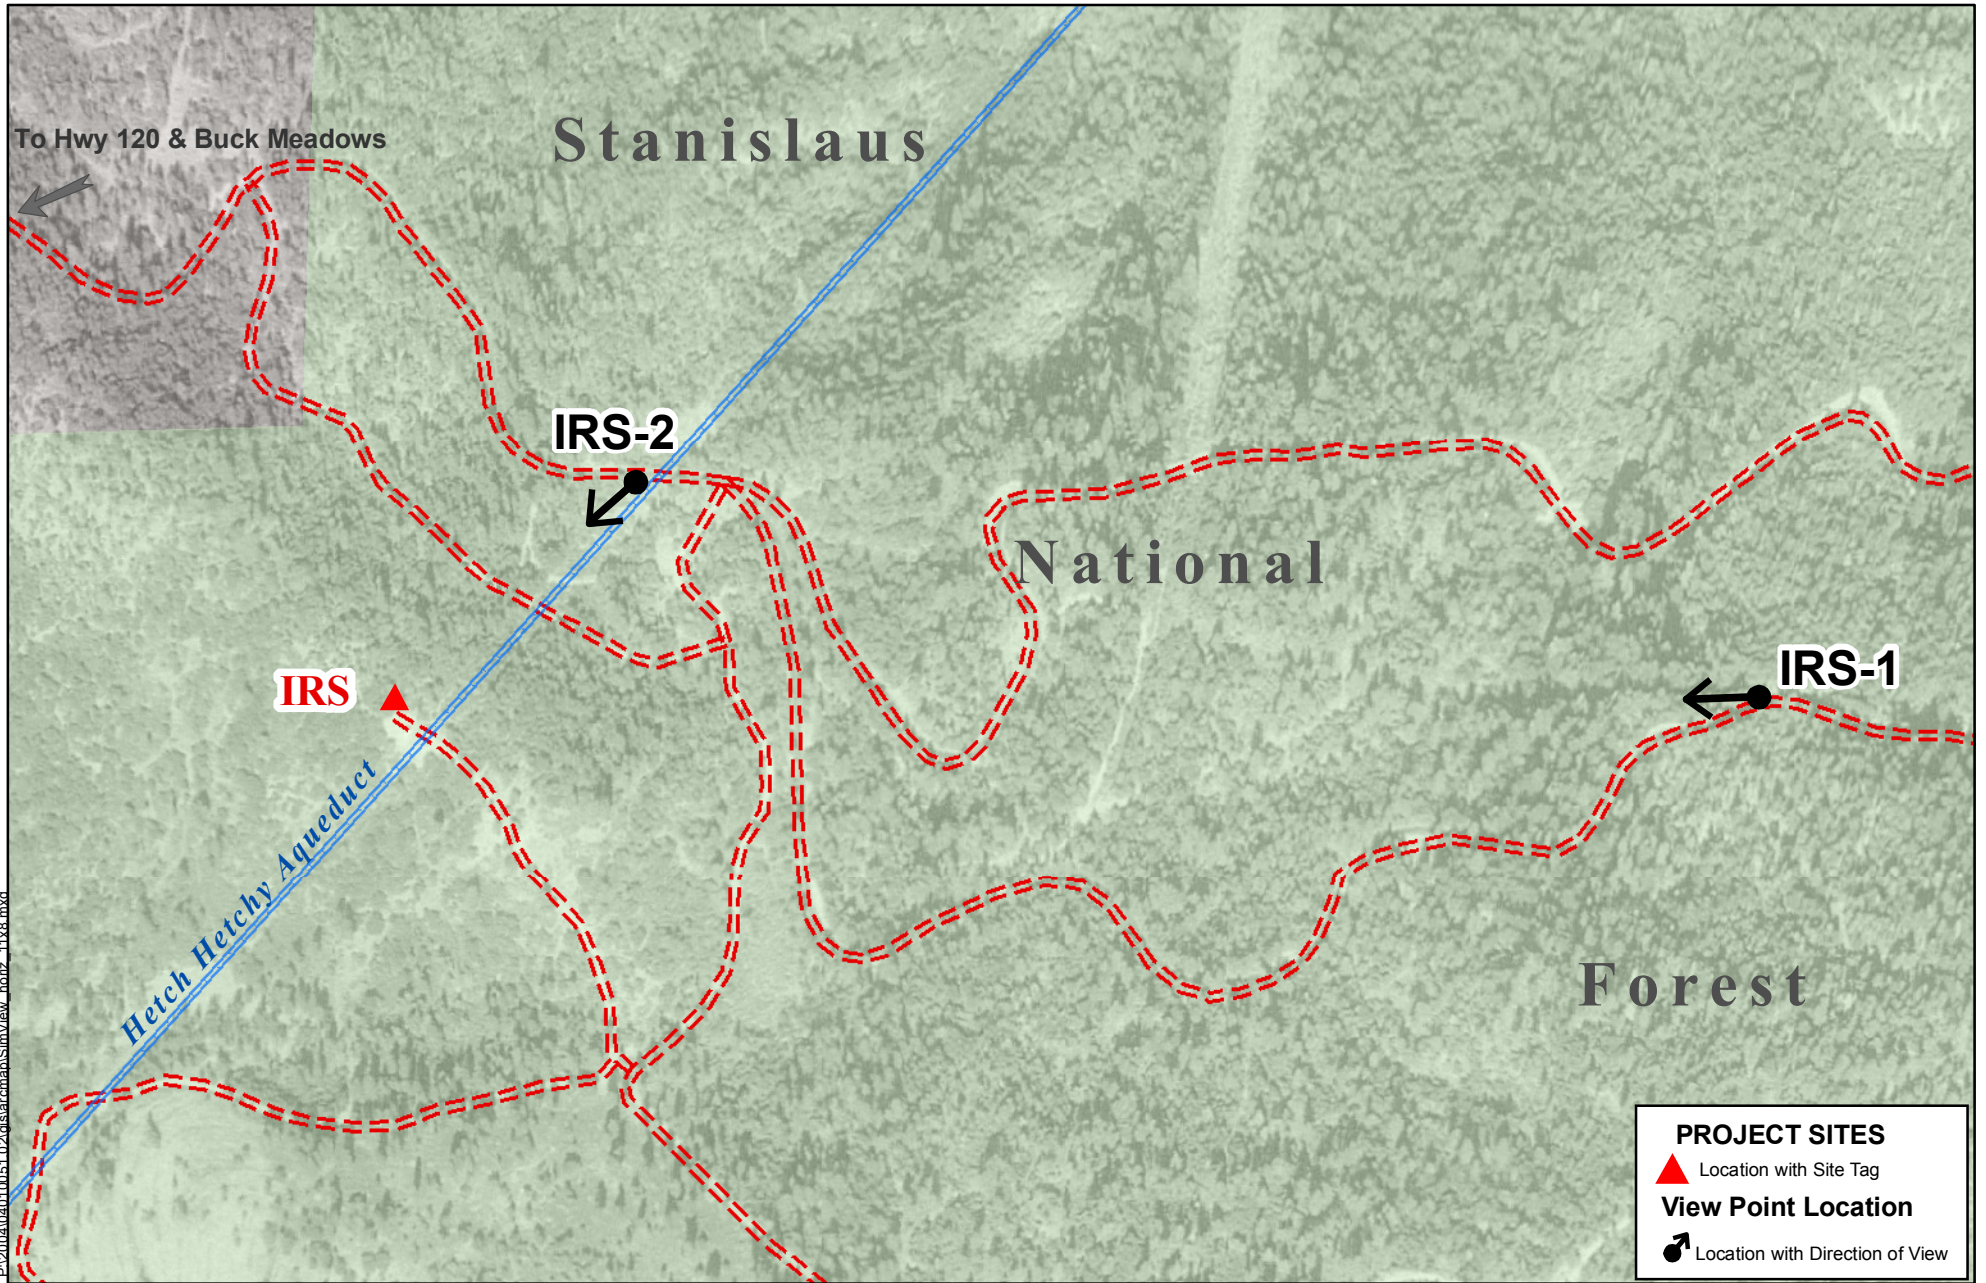 To Hwy 120 & Buck Meadows
Stanislaus
IRS-2
National
IRS
IRS-1
Hetch Hetchy Aqueduct
Forest
PROJECT SITES
Location with Site Tag
View Point Location
Location with Direction of View